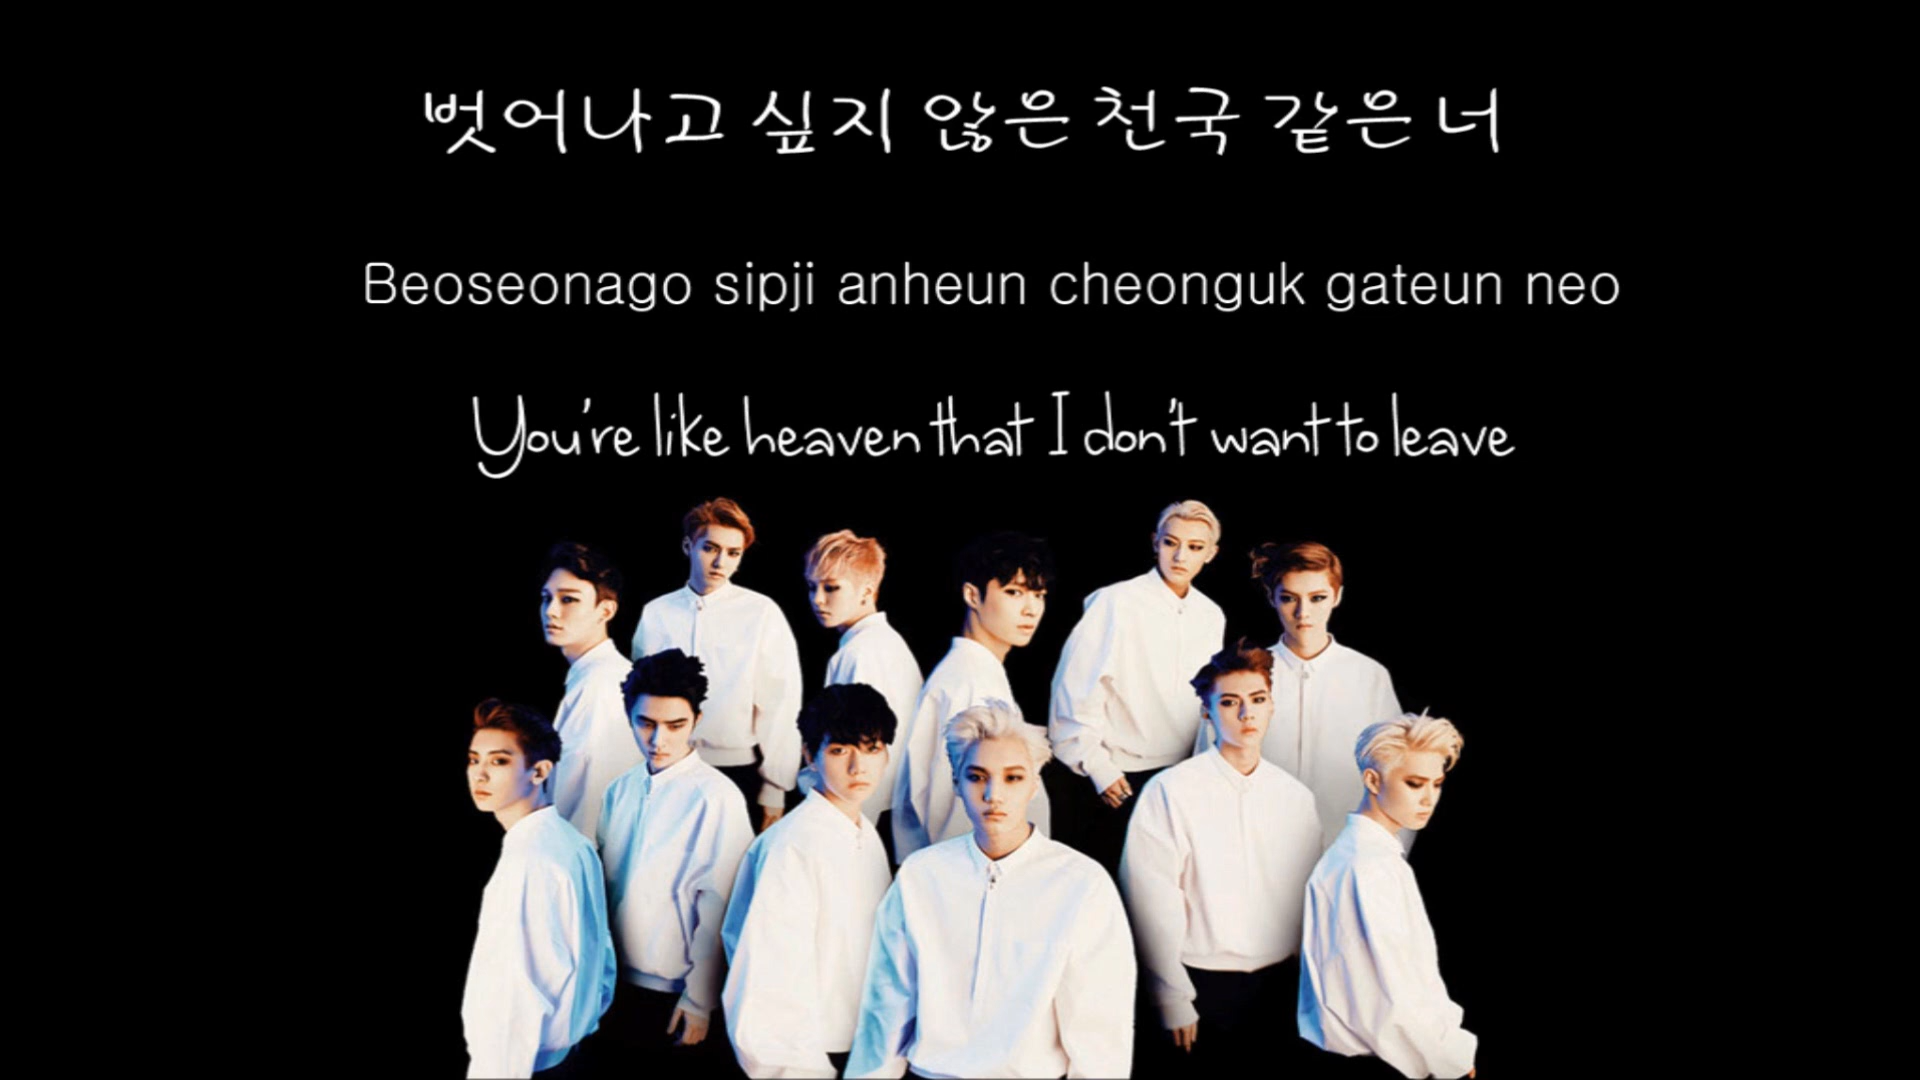 벗어나고 싶지 않은 천국 같은 너
Beoseonago sipji anheun cheonguk gateun neo
You're like heaven that I don't want to leave